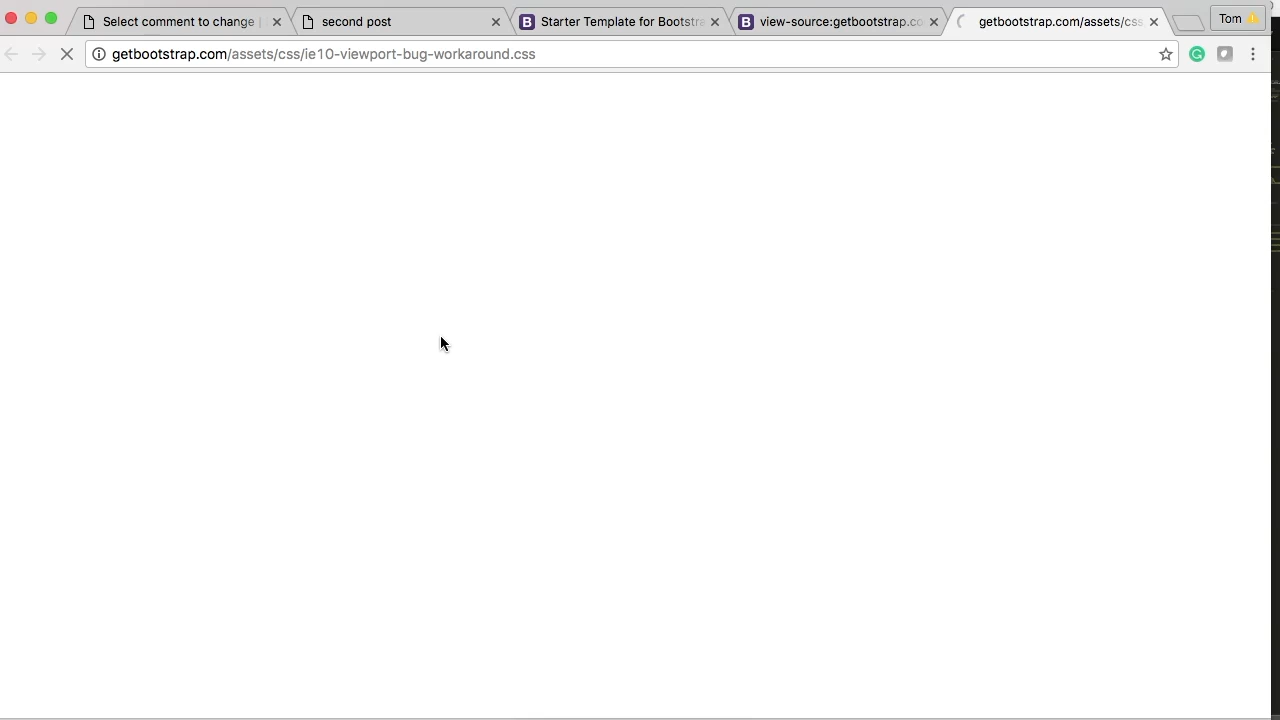 Select comment to change
second post
Starter Template for Bootstra
view-source:getbootstrap.co
getbootstrap.com/assets/css
Tom
getbootstrap.com/assets/css/ie10-viewport-bug-workaround.css